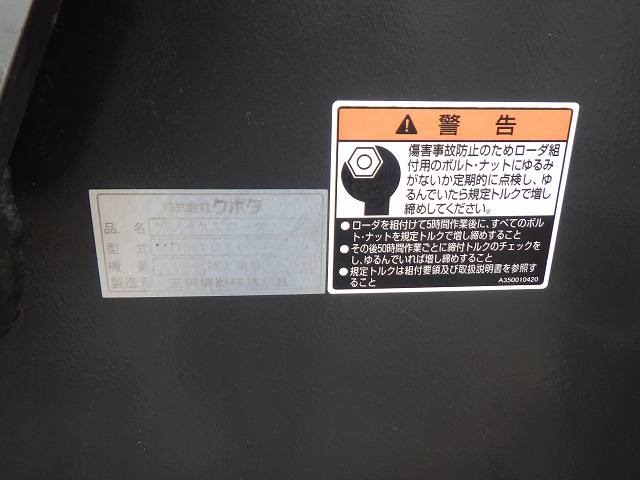 株式会社クボタ
品 名
型 式
機 番
製造元
警 告
傷害事故防止のためローダ組
付用のボルト・ナットにゆるみ
がないか定期的に点検し、ゆ
るんでいたら規定トルクで増し
締めしてください。
●ローダを組付けて5時間作業後に、すべてのボル
ト・ナットを規定トルクで増し締めすること
●その後50時間作業ごとに締付トルクのチェックを
し、ゆるんでいれば増し締めすること
●規定トルクは組付要領及び取扱説明書を参照す
ること
A350010420